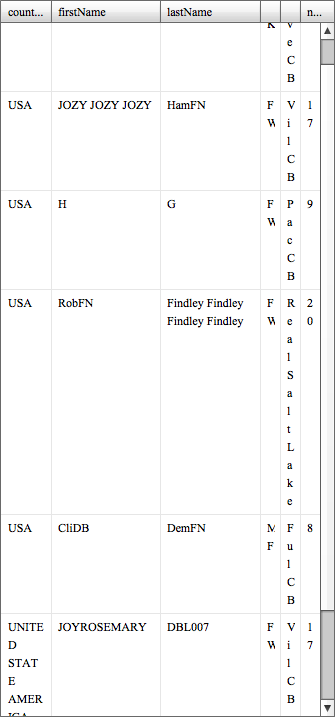 count... firstName lastName n...
K v
e
C
B
USA JOZY JOZY JOZY HamFN F V 1
W i 7
l
C
B
USA H G F P 9
W a
c
C
B
USA RobFN Findley Findley F R 2
Findley Findley W e 0
a
l
S
a
l
t
L
a
k
e
USA CliDB DemFN M F 8
F u
l
C
B
UNITE JOYROSEMARY DBL007 F V 1
D W i 7
STAT l
E C
AMER B